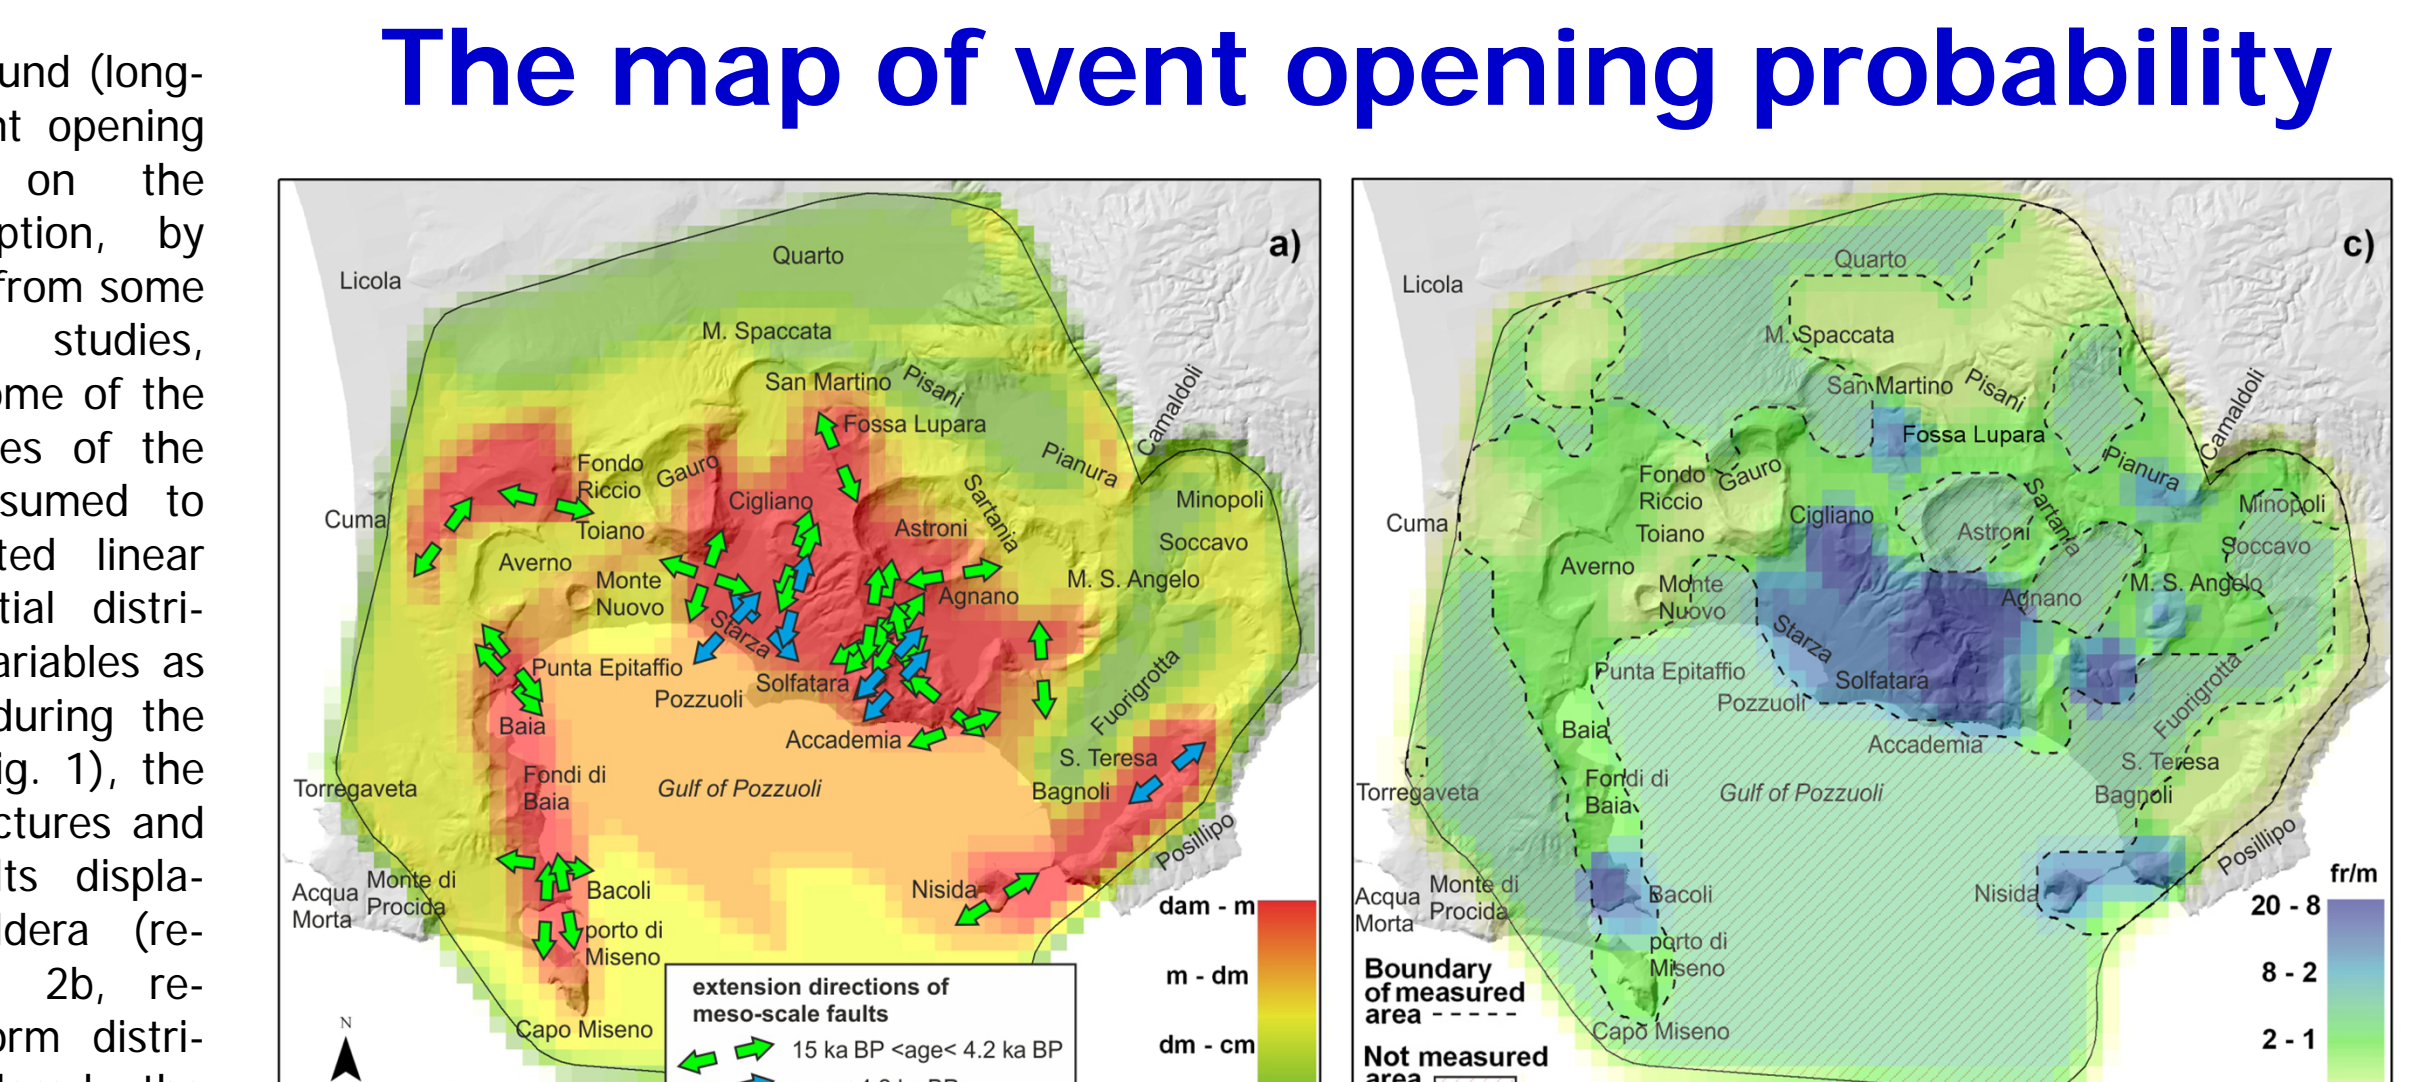 The map of vent opening probability
und (long-
nt opening
on the
ption, by
from some
studies,
ome of the
es of the
sumed to
ted linear
tial distri-
ariables as
during the
ig. 1), the
ctures and
lts displa-
ldera (re-
2b, re-
orm distri-
a)
Quarto
Licola
M. Spaccata
San Martino
Pisani
Camaldoli
Fossa Lupara
Pianura
Fondo
Riccio
Gauro
Cigliano
Sartania
Minopoli
Cuma
Toiano
Astroni
Soccavo
Averno
Monte
Nuovo
Agnano
M. S. Angelo
Starza
Punta Epitaffio
Solfatara
Pozzuoli
Fuorigrotta
Baia
Accademia
S. Teresa
Fondi di
Baia
Gulf of Pozzuoli
Bagnoli
Torregaveta
Posillipo
Acqua
Morta
Monte di
Procida
Bacoli
Nisida
porto di
Miseno
Capo Miseno
N
extension directions of
meso-scale faults
15 ka BP <age< 4.2 ka BP
dam - m
m - dm
dm - cm
c)
Quarto
Licola
M. Spaccata
San Martino
Pisani
Camaldoli
Fossa Lupara
Pianura
Fondo
Riccio
Gauro
Cigliano
Sartania
Minopoli
Cuma
Toiano
Astroni
Soccavo
Averno
Monte
Nuovo
Agnano
M. S. Angelo
Starza
Punta Epitaffio
Solfatara
Pozzuoli
Fuorigrotta
Baia
Accademia
S. Teresa
Fondi di
Baia
Gulf of Pozzuoli
Bagnoli
Torregaveta
Posillipo
Acqua
Morta
Monte di
Procida
Bacoli
Nisida
porto di
Miseno
Capo Miseno
Boundary
of measured
area
Not measured
area
fr/m
20 - 8
8 - 2
2 - 1